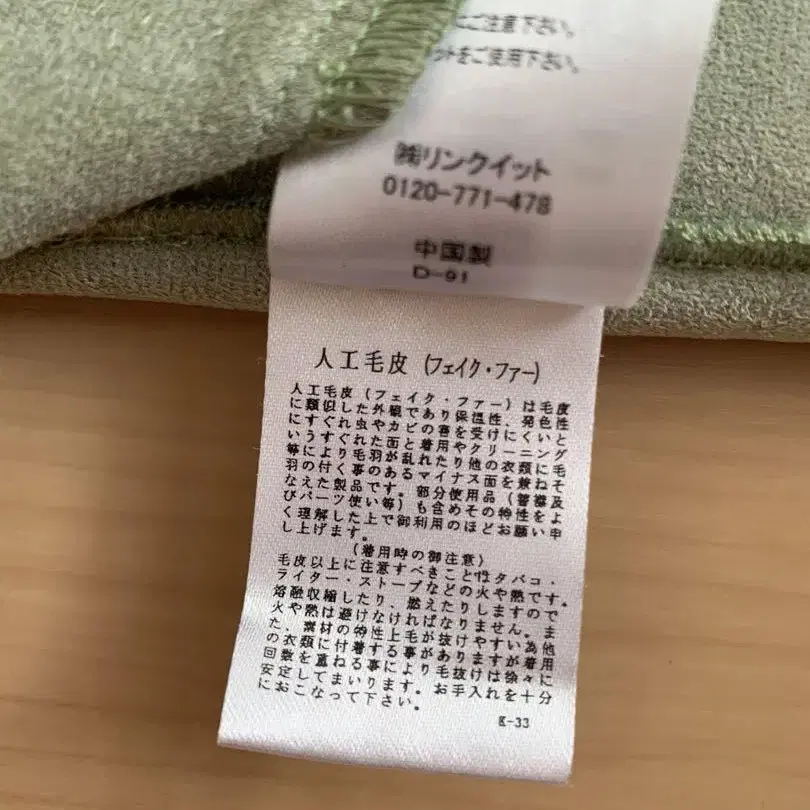 にご注意下さい。
ットをご使用下さい。
㈱リンクイット
0120-771-478
中国製
D-91
人工毛皮 (フェイク・ファー)
人工毛皮 (フェイク・ファー) は毛皮
に類似した外観であり保温性、発色性
にすぐれ虫やカビの害を受けにくいと
いうすぐれた面と着用やクリーニング
等により毛羽が乱れたり他の衣類に毛
羽の付く事のあるマイナス面を兼ねそ
なえた製品です。部分使用品 (着襟及
びパーツ使い等) も含めその特性をよ
く理解した上で御利用のほどお願い申
し上げます。
(着用時の御注意)
毛皮以上に注意すべきことはタバコ・
ライター・ストーブなどの火や熱です。
熔融収縮したり、燃えたりしますので
火や熱は避けなければなりません。ま
た、素材の特性上毛が抜けやすい為他
の衣類に付着する事がありますが着用
回数を重ねる事により毛抜けは徐々に
安定してまいります。お手入れを十分
におこなって下さい。
K-33